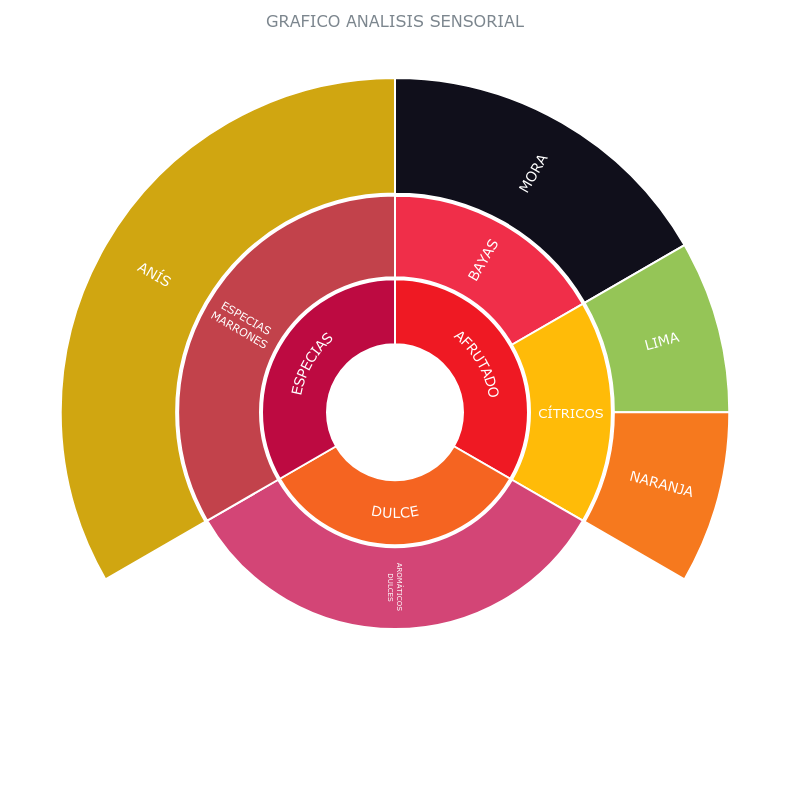 GRAFICO ANALISIS SENSORIAL
MORA
BAYAS
ANÍS
ESPECIAS
MARRONES
ESPECIAS
AFRUTADO
LIMA
CÍTRICOS
NARANJA
DULCE
AROMÁTICOS
DULCES